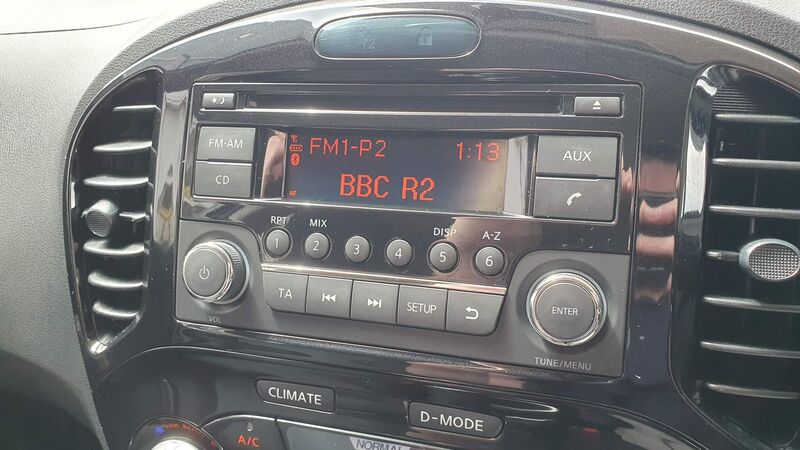 FM·AM
CD
FM1-P2 1:13
BBC R2
AF
AUX
RPT MIX DISP A-Z
1 2 3 4 5 6
TA SETUP
ENTER
VOL
TUNE/MENU
CLIMATE
D-MODE
A/C
NORMAL